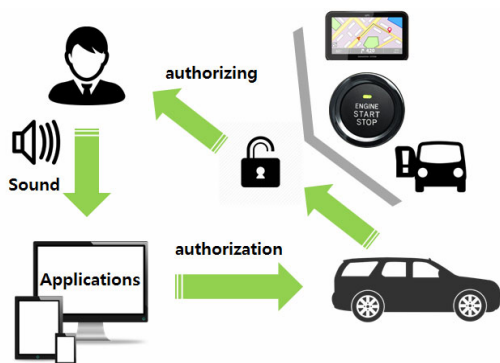 authorizing
ENGINE
START
STOP
Sound
authorization
Applications